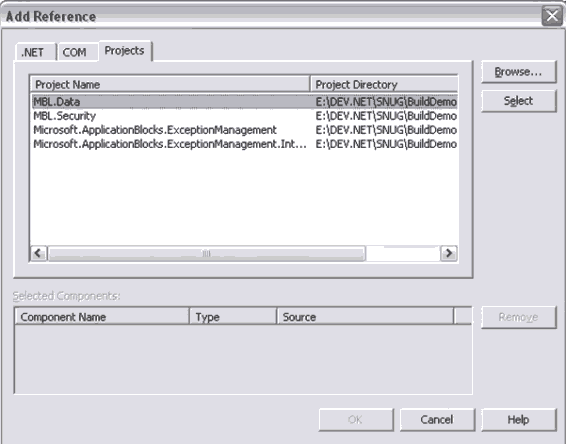 Add Reference
.NET COM Projects
Browse...
Project Name Project Directory
Select
MBL.Data E:\DEV.NET\SNUG\BuildDemo
MBL.Security E:\DEV.NET\SNUG\BuildDemo
Microsoft.ApplicationBlocks.ExceptionManagement E:\DEV.NET\SNUG\BuildDemo
Microsoft.ApplicationBlocks.ExceptionManagement.Int... E:\DEV.NET\SNUG\BuildDemo
Selected Components:
Component Name Type Source
Remove
OK Cancel Help